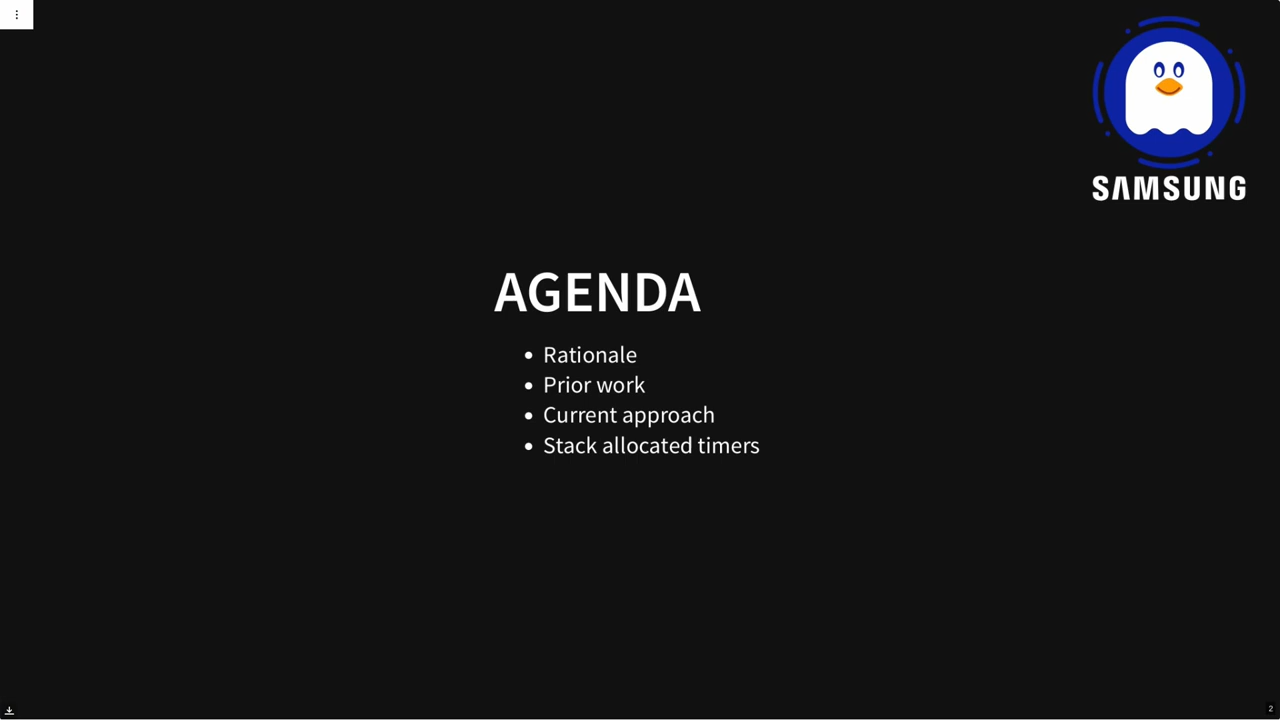 SAMSUNG
AGENDA
Rationale
Prior work
Current approach
Stack allocated timers
2